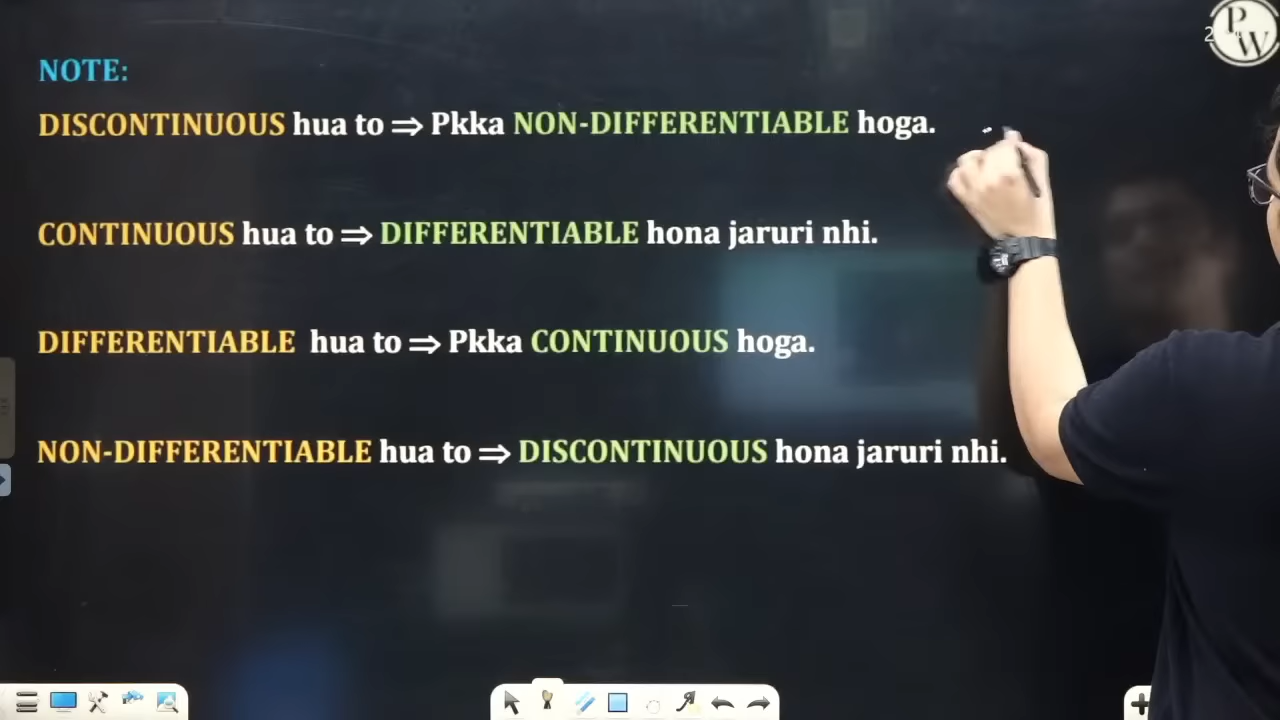 NOTE:
DISCONTINUOUS hua to ⇒ Pkka NON-DIFFERENTIABLE hoga.
CONTINUOUS hua to ⇒ DIFFERENTIABLE hona jaruri nhi.
DIFFERENTIABLE hua to ⇒ Pkka CONTINUOUS hoga.
NON-DIFFERENTIABLE hua to ⇒ DISCONTINUOUS hona jaruri nhi.
PW